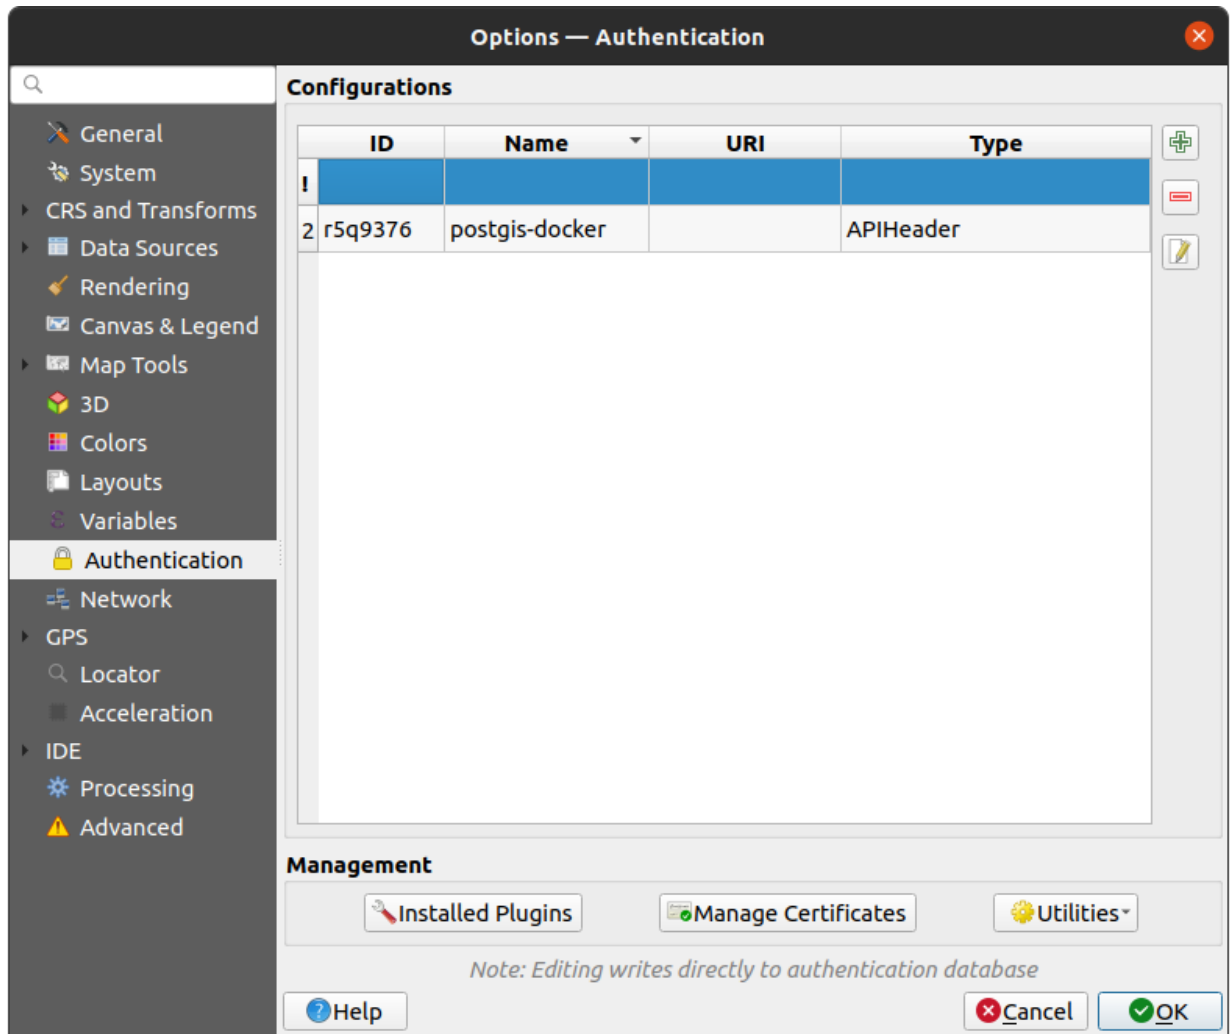 Options — Authentication
Configurations
General
System
CRS and Transforms
Data Sources
Rendering
Canvas & Legend
Map Tools
3D
Colors
Layouts
Variables
Authentication
Network
GPS
Locator
Acceleration
IDE
Processing
Advanced
ID Name URI Type
!
2 r5q9376 postgis-docker APIHeader
Management
Installed Plugins Manage Certificates Utilities
Note: Editing writes directly to authentication database
Help Cancel OK